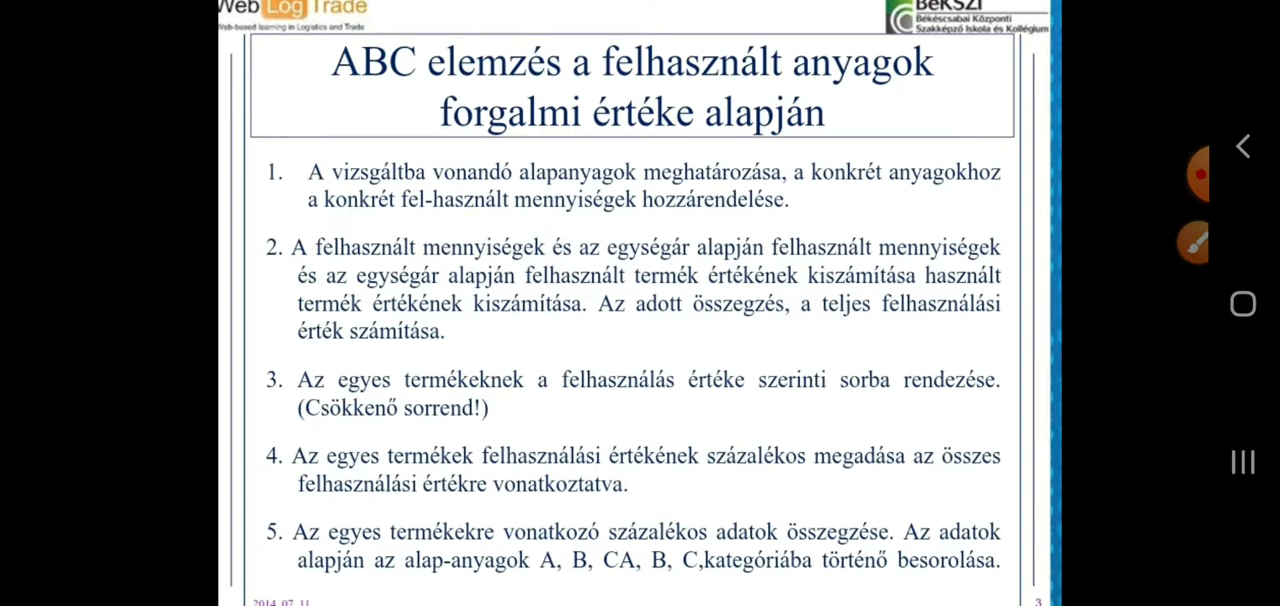 Web Log Trade
Web-based learning in Logistics and Trade
BéKSZI
Békéscsabai Központi
Szakképző Iskola és Kollégium
ABC elemzés a felhasznált anyagok
forgalmi értéke alapján
1. A vizsgáltba vonandó alapanyagok meghatározása, a konkrét anyagokhoz
a konkrét fel-használt mennyiségek hozzárendelése.
2. A felhasznált mennyiségek és az egységár alapján felhasznált mennyiségek
és az egységár alapján felhasznált termék értékének kiszámítása használt
termék értékének kiszámítása. Az adott összegzés, a teljes felhasználási
érték számítása.
3. Az egyes termékeknek a felhasználás értéke szerinti sorba rendezése.
(Csökkenő sorrend!)
4. Az egyes termékek felhasználási értékének százalékos megadása az összes
felhasználási értékre vonatkoztatva.
5. Az egyes termékekre vonatkozó százalékos adatok összegzése. Az adatok
alapján az alap-anyagok A, B, CA, B, C,kategóriába történő besorolása.
2014. 07. 11.
3